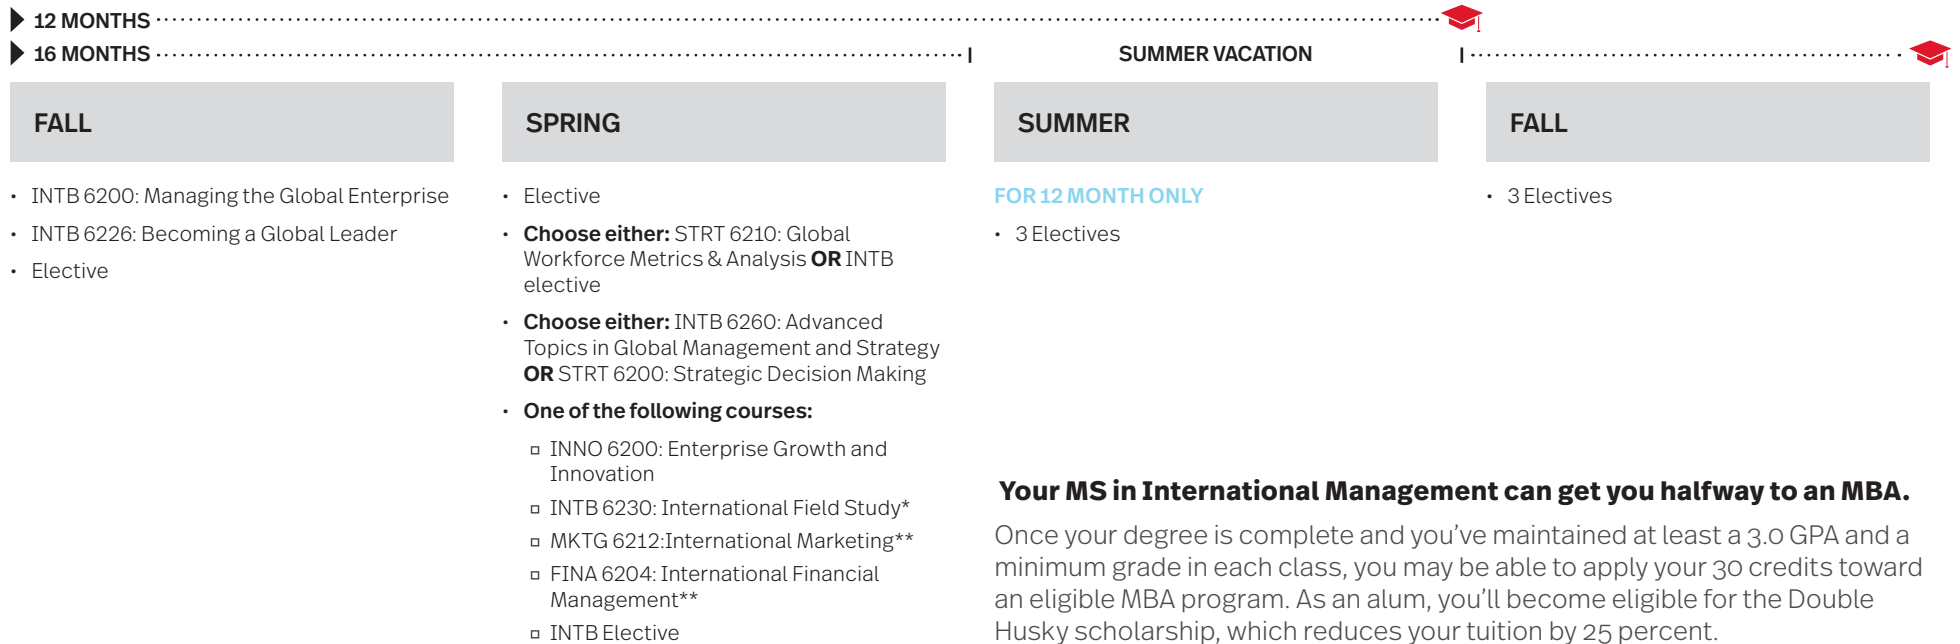 12 MONTHS
16 MONTHS
SUMMER VACATION
FALL
• INTB 6200: Managing the Global Enterprise
• INTB 6226: Becoming a Global Leader
• Elective
SPRING
• Elective
• Choose either: STRT 6210: Global
Workforce Metrics & Analysis OR INTB
elective
• Choose either: INTB 6260: Advanced
Topics in Global Management and Strategy
OR STRT 6200: Strategic Decision Making
• One of the following courses:
▫ INNO 6200: Enterprise Growth and
Innovation
▫ INTB 6230: International Field Study*
▫ MKTG 6212:International Marketing**
▫ FINA 6204: International Financial
Management**
▫ INTB Elective
SUMMER
FOR 12 MONTH ONLY
• 3 Electives
FALL
• 3 Electives
Your MS in International Management can get you halfway to an MBA.
Once your degree is complete and you’ve maintained at least a 3.0 GPA and a
minimum grade in each class, you may be able to apply your 30 credits toward
an eligible MBA program. As an alum, you’ll become eligible for the Double
Husky scholarship, which reduces your tuition by 25 percent.